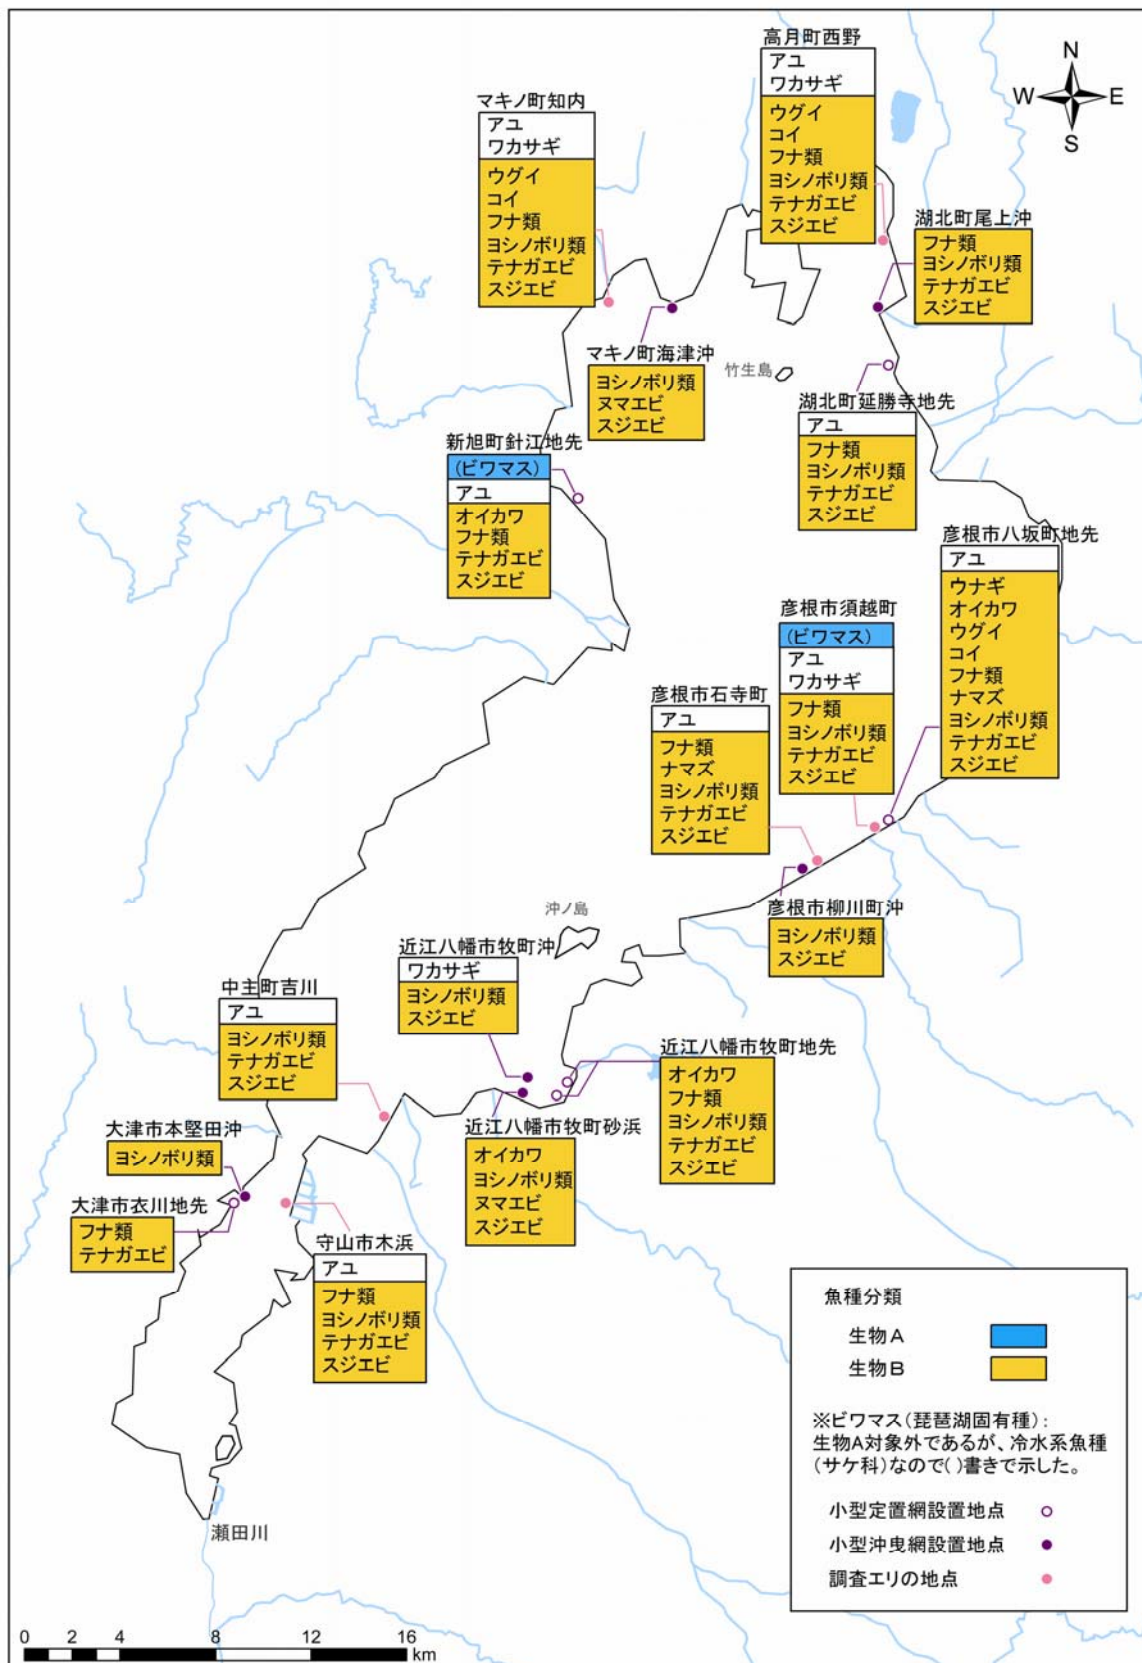 高月町西野
アユ
ワカサギ
ウグイ
コイ
フナ類
ヨシノボリ類
テナガエビ
スジエビ
N
W
E
S
マキノ町知内
アユ
ワカサギ
ウグイ
コイ
フナ類
ヨシノボリ類
テナガエビ
スジエビ
湖北町尾上沖
フナ類
ヨシノボリ類
テナガエビ
スジエビ
マキノ町海津沖
ヨシノボリ類
ヌマエビ
スジエビ
竹生島
湖北町延勝寺地先
アユ
フナ類
ヨシノボリ類
テナガエビ
スジエビ
新旭町針江地先
(ビワマス)
アユ
オイカワ
フナ類
テナガエビ
スジエビ
彦根市八坂町地先
アユ
ウナギ
オイカワ
ウグイ
コイ
フナ類
ナマズ
ヨシノボリ類
テナガエビ
スジエビ
彦根市須越町
(ビワマス)
アユ
ワカサギ
フナ類
ヨシノボリ類
テナガエビ
スジエビ
彦根市石寺町
アユ
フナ類
ナマズ
ヨシノボリ類
テナガエビ
スジエビ
彦根市柳川町沖
ヨシノボリ類
スジエビ
沖ノ島
近江八幡市牧町沖
ワカサギ
ヨシノボリ類
スジエビ
中主町吉川
アユ
ヨシノボリ類
テナガエビ
スジエビ
近江八幡市牧町地先
オイカワ
フナ類
ヨシノボリ類
テナガエビ
スジエビ
近江八幡市牧町砂浜
オイカワ
ヨシノボリ類
ヌマエビ
スジエビ
大津市本堅田沖
ヨシノボリ類
大津市衣川地先
フナ類
テナガエビ
守山市木浜
アユ
フナ類
ヨシノボリ類
テナガエビ
スジエビ
瀬田川
魚種分類
生物A
生物B
※ビワマス(琵琶湖固有種):
生物A対象外であるが、冷水系魚種
(サケ科)なので( )書きで示した。
小型定置網設置地点
小型沖曳網設置地点
調査エリの地点
0 2 4 8 12 16
km